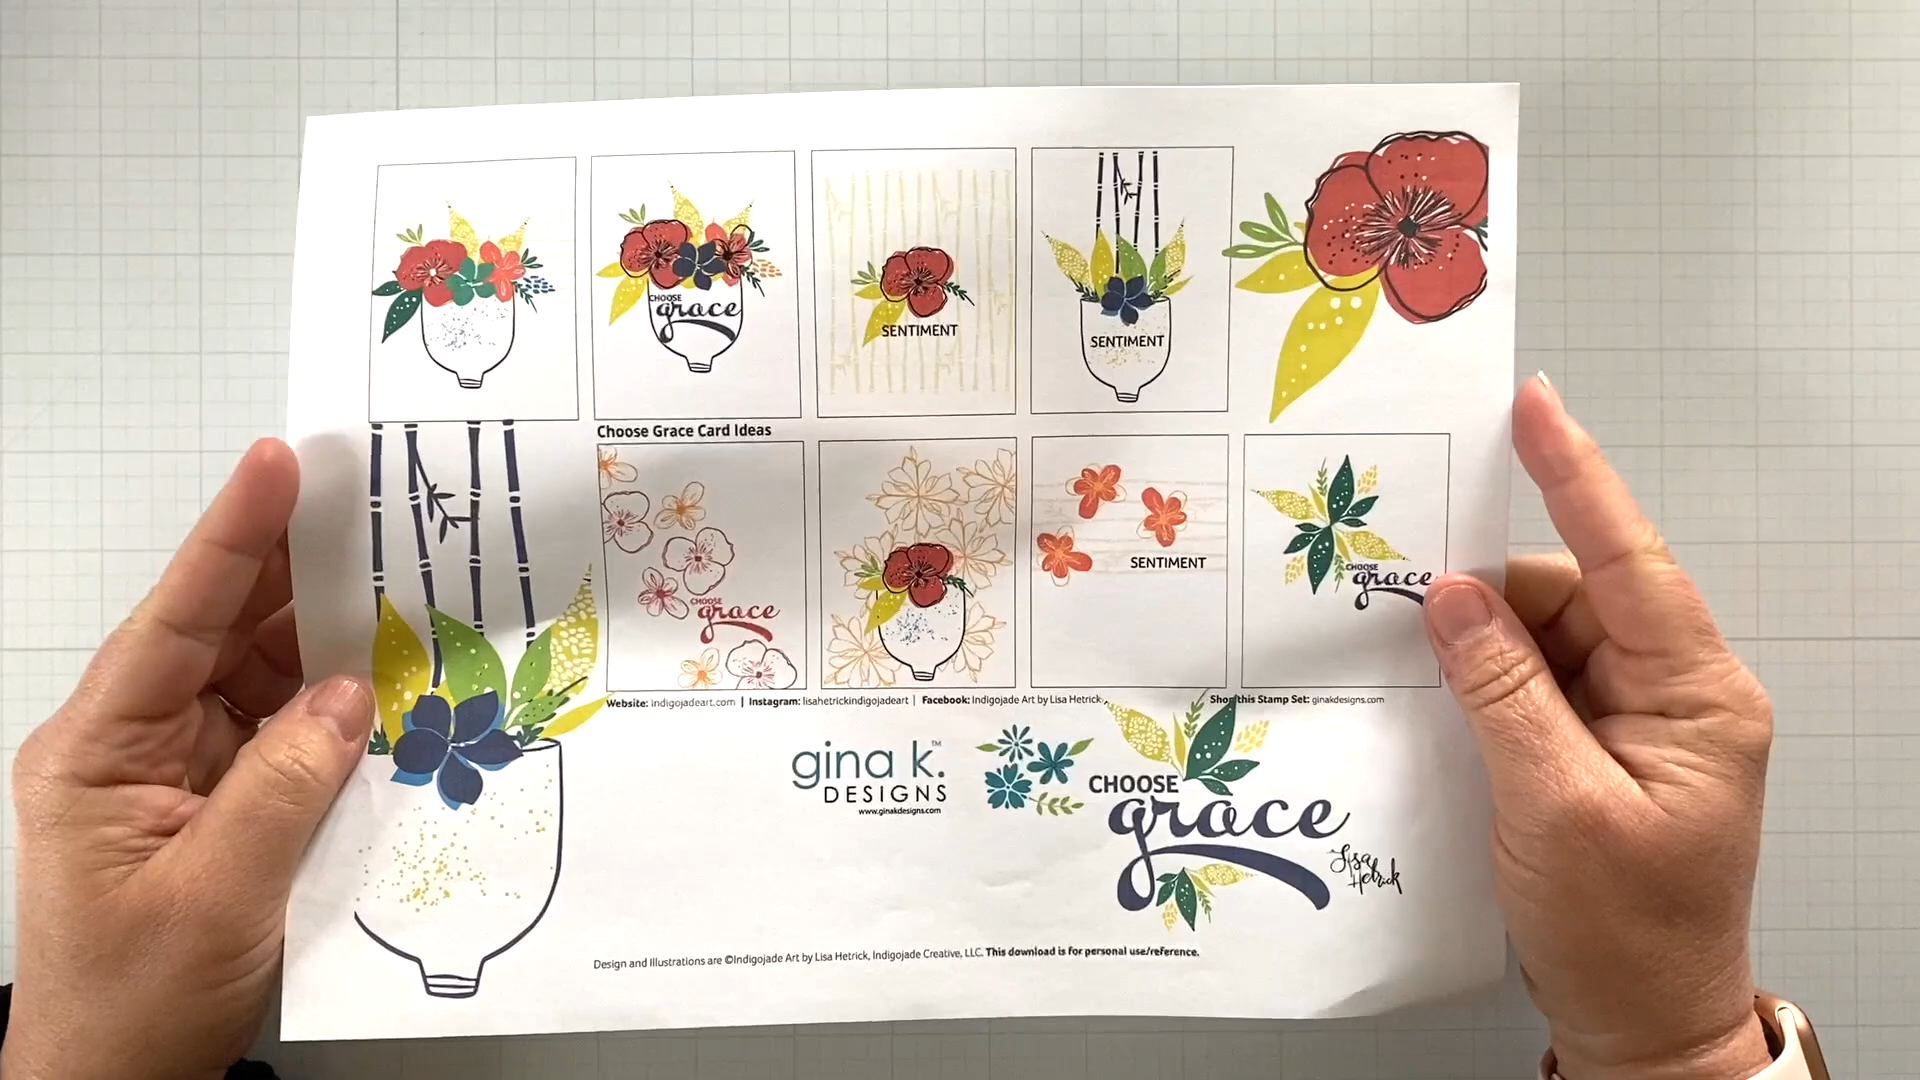 CHOOSE
grace
SENTIMENT
SENTIMENT
Choose Grace Card Ideas
CHOOSE
grace
SENTIMENT
CHOOSE
grace
Website: indigojadeart.com | Instagram: lisahetrickindigojadeart | Facebook: Indigojade Art by Lisa Hetrick
Shop this Stamp Set: ginakdesigns.com
gina k.™
DESIGNS
www.ginakdesigns.com
CHOOSE
grace
Lisa
Hetrick
Design and Illustrations are ©Indigojade Art by Lisa Hetrick, Indigojade Creative, LLC. This download is for personal use/reference.